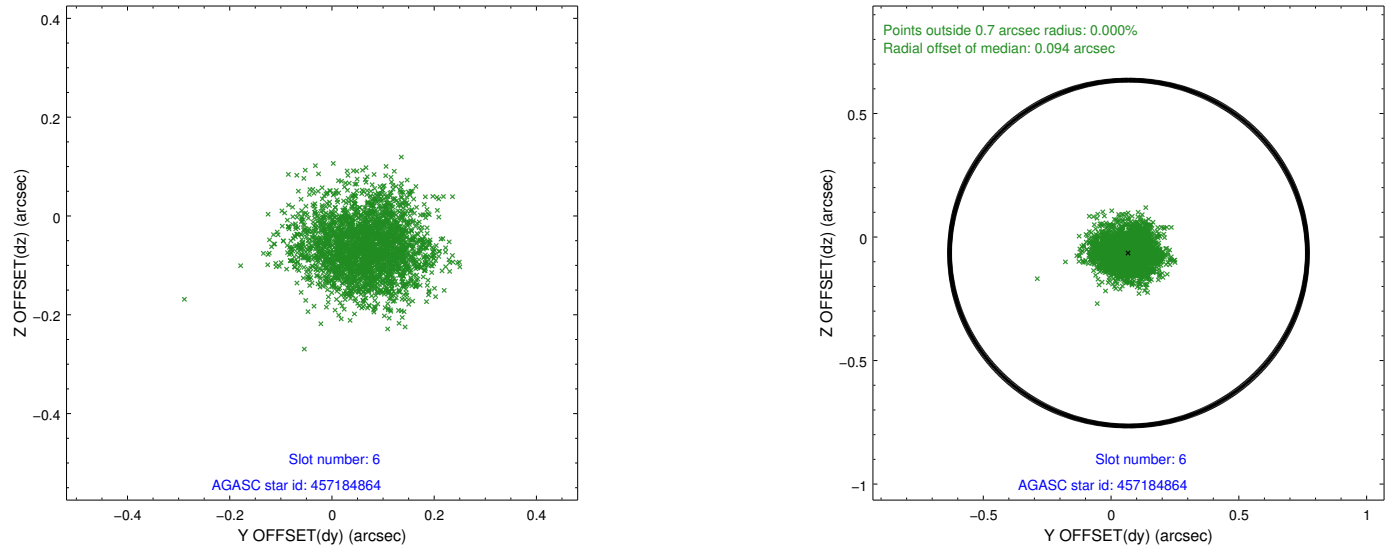 0.4
0.2
0
−0.2
−0.4
Z OFFSET(dz) (arcsec)
Slot number: 6
AGASC star id: 457184864
−0.4
−0.2
0
0.2
0.4
Y OFFSET(dy) (arcsec)
Points outside 0.7 arcsec radius: 0.000%
Radial offset of median: 0.094 arcsec
0.5
0
−0.5
−1
Z OFFSET(dz) (arcsec)
Slot number: 6
AGASC star id: 457184864
−0.5
0
0.5
1
Y OFFSET(dy) (arcsec)